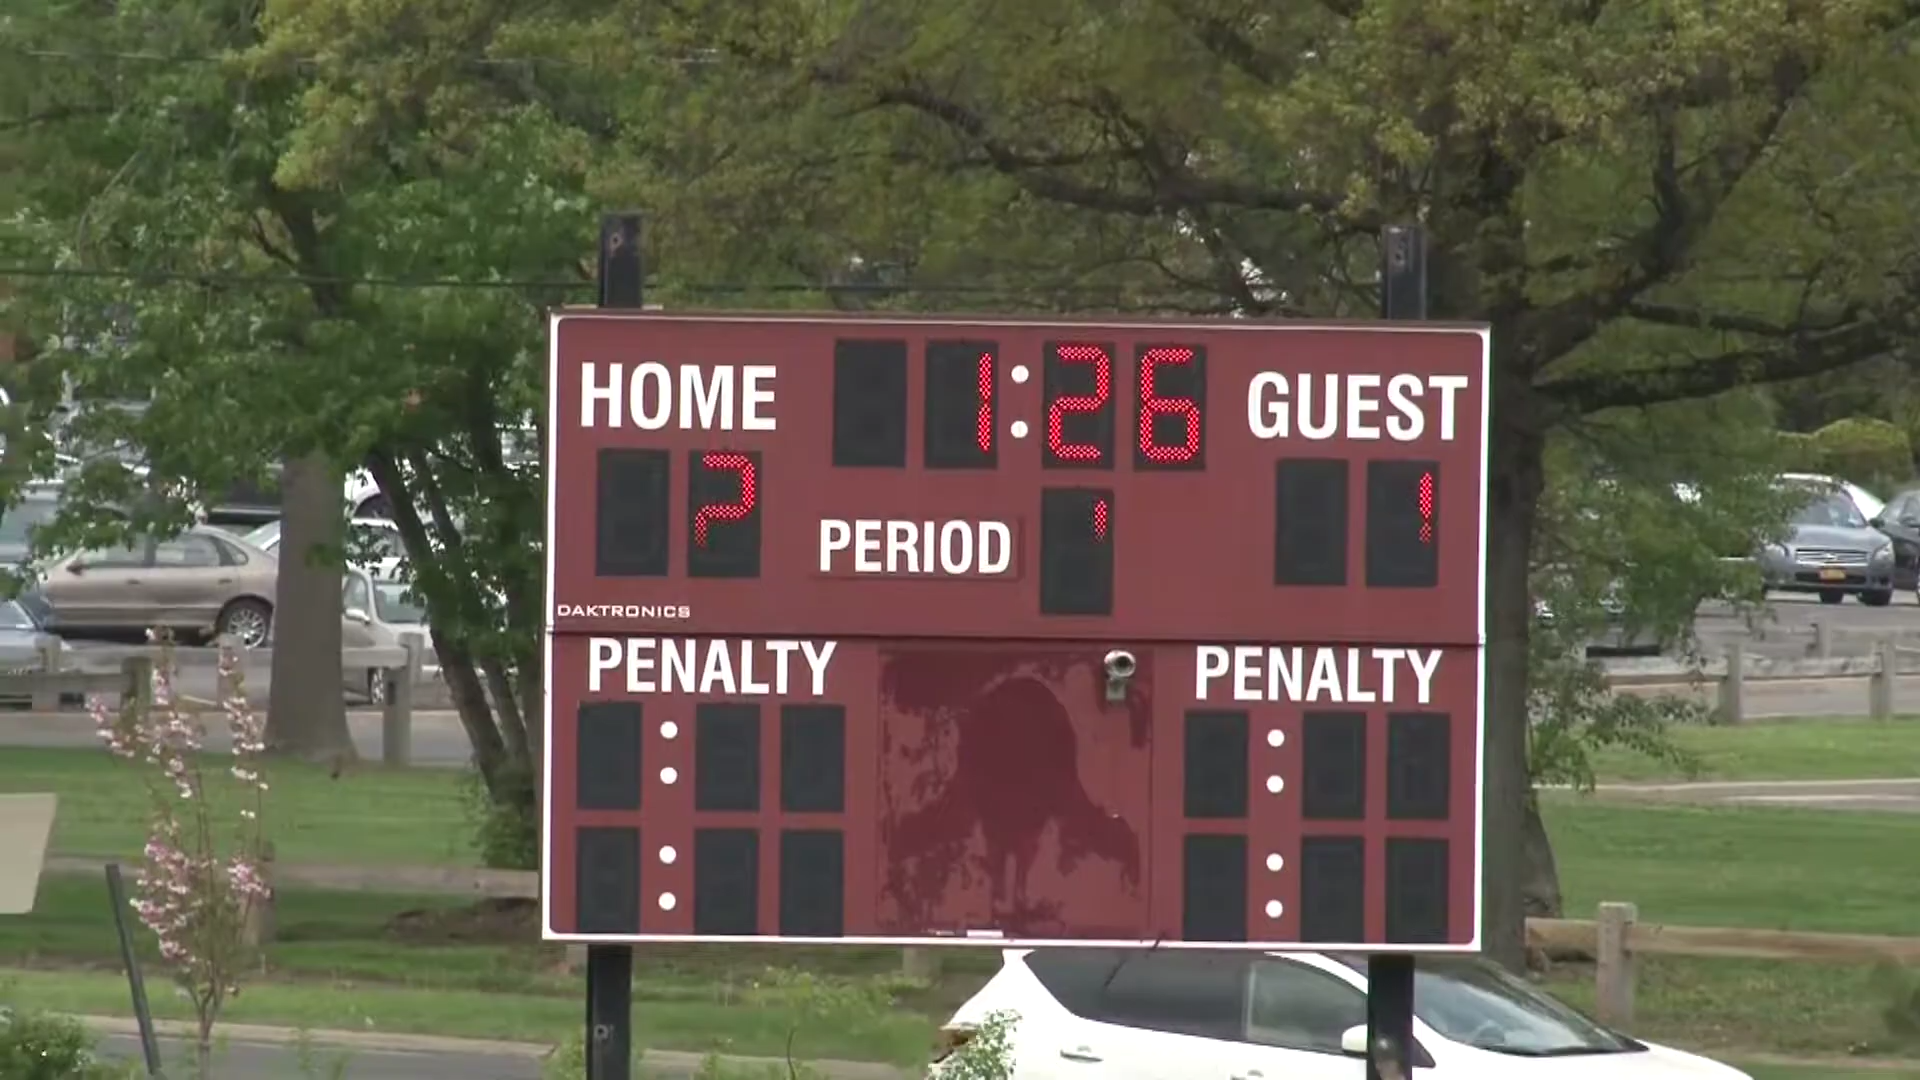 HOME 1:26 GUEST
2 PERIOD 1 1
DAKTRONICS
PENALTY PENALTY
: :
: :